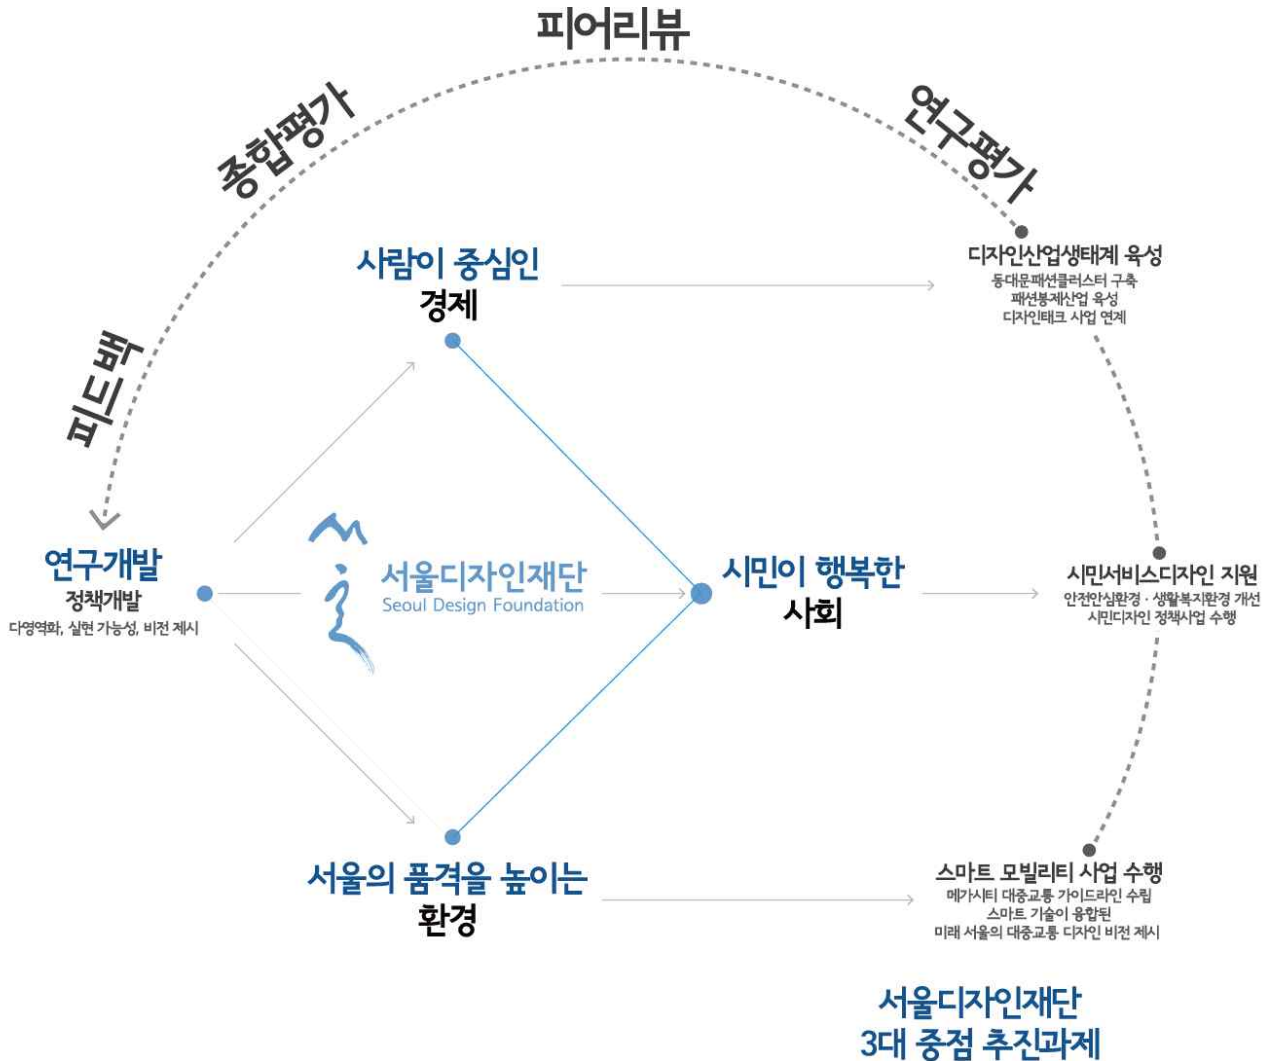 피어리뷰
종합평가
연구평가
피드백
사람이 중심인
경제
디자인산업생태계 육성
동대문패션클러스터 구축
패션봉제산업 육성
디자인태크 사업 연계
연구개발
정책개발
다영역화, 실현 가능성, 비전 제시
서울디자인재단
Seoul Design Foundation
시민이 행복한
사회
시민서비스디자인 지원
안전안심환경 · 생활복지환경 개선
시민디자인 정책사업 수행
서울의 품격을 높이는
환경
스마트 모빌리티 사업 수행
메가시티 대중교통 가이드라인 수립
스마트 기술이 융합된
미래 서울의 대중교통 디자인 비전 제시
서울디자인재단
3대 중점 추진과제